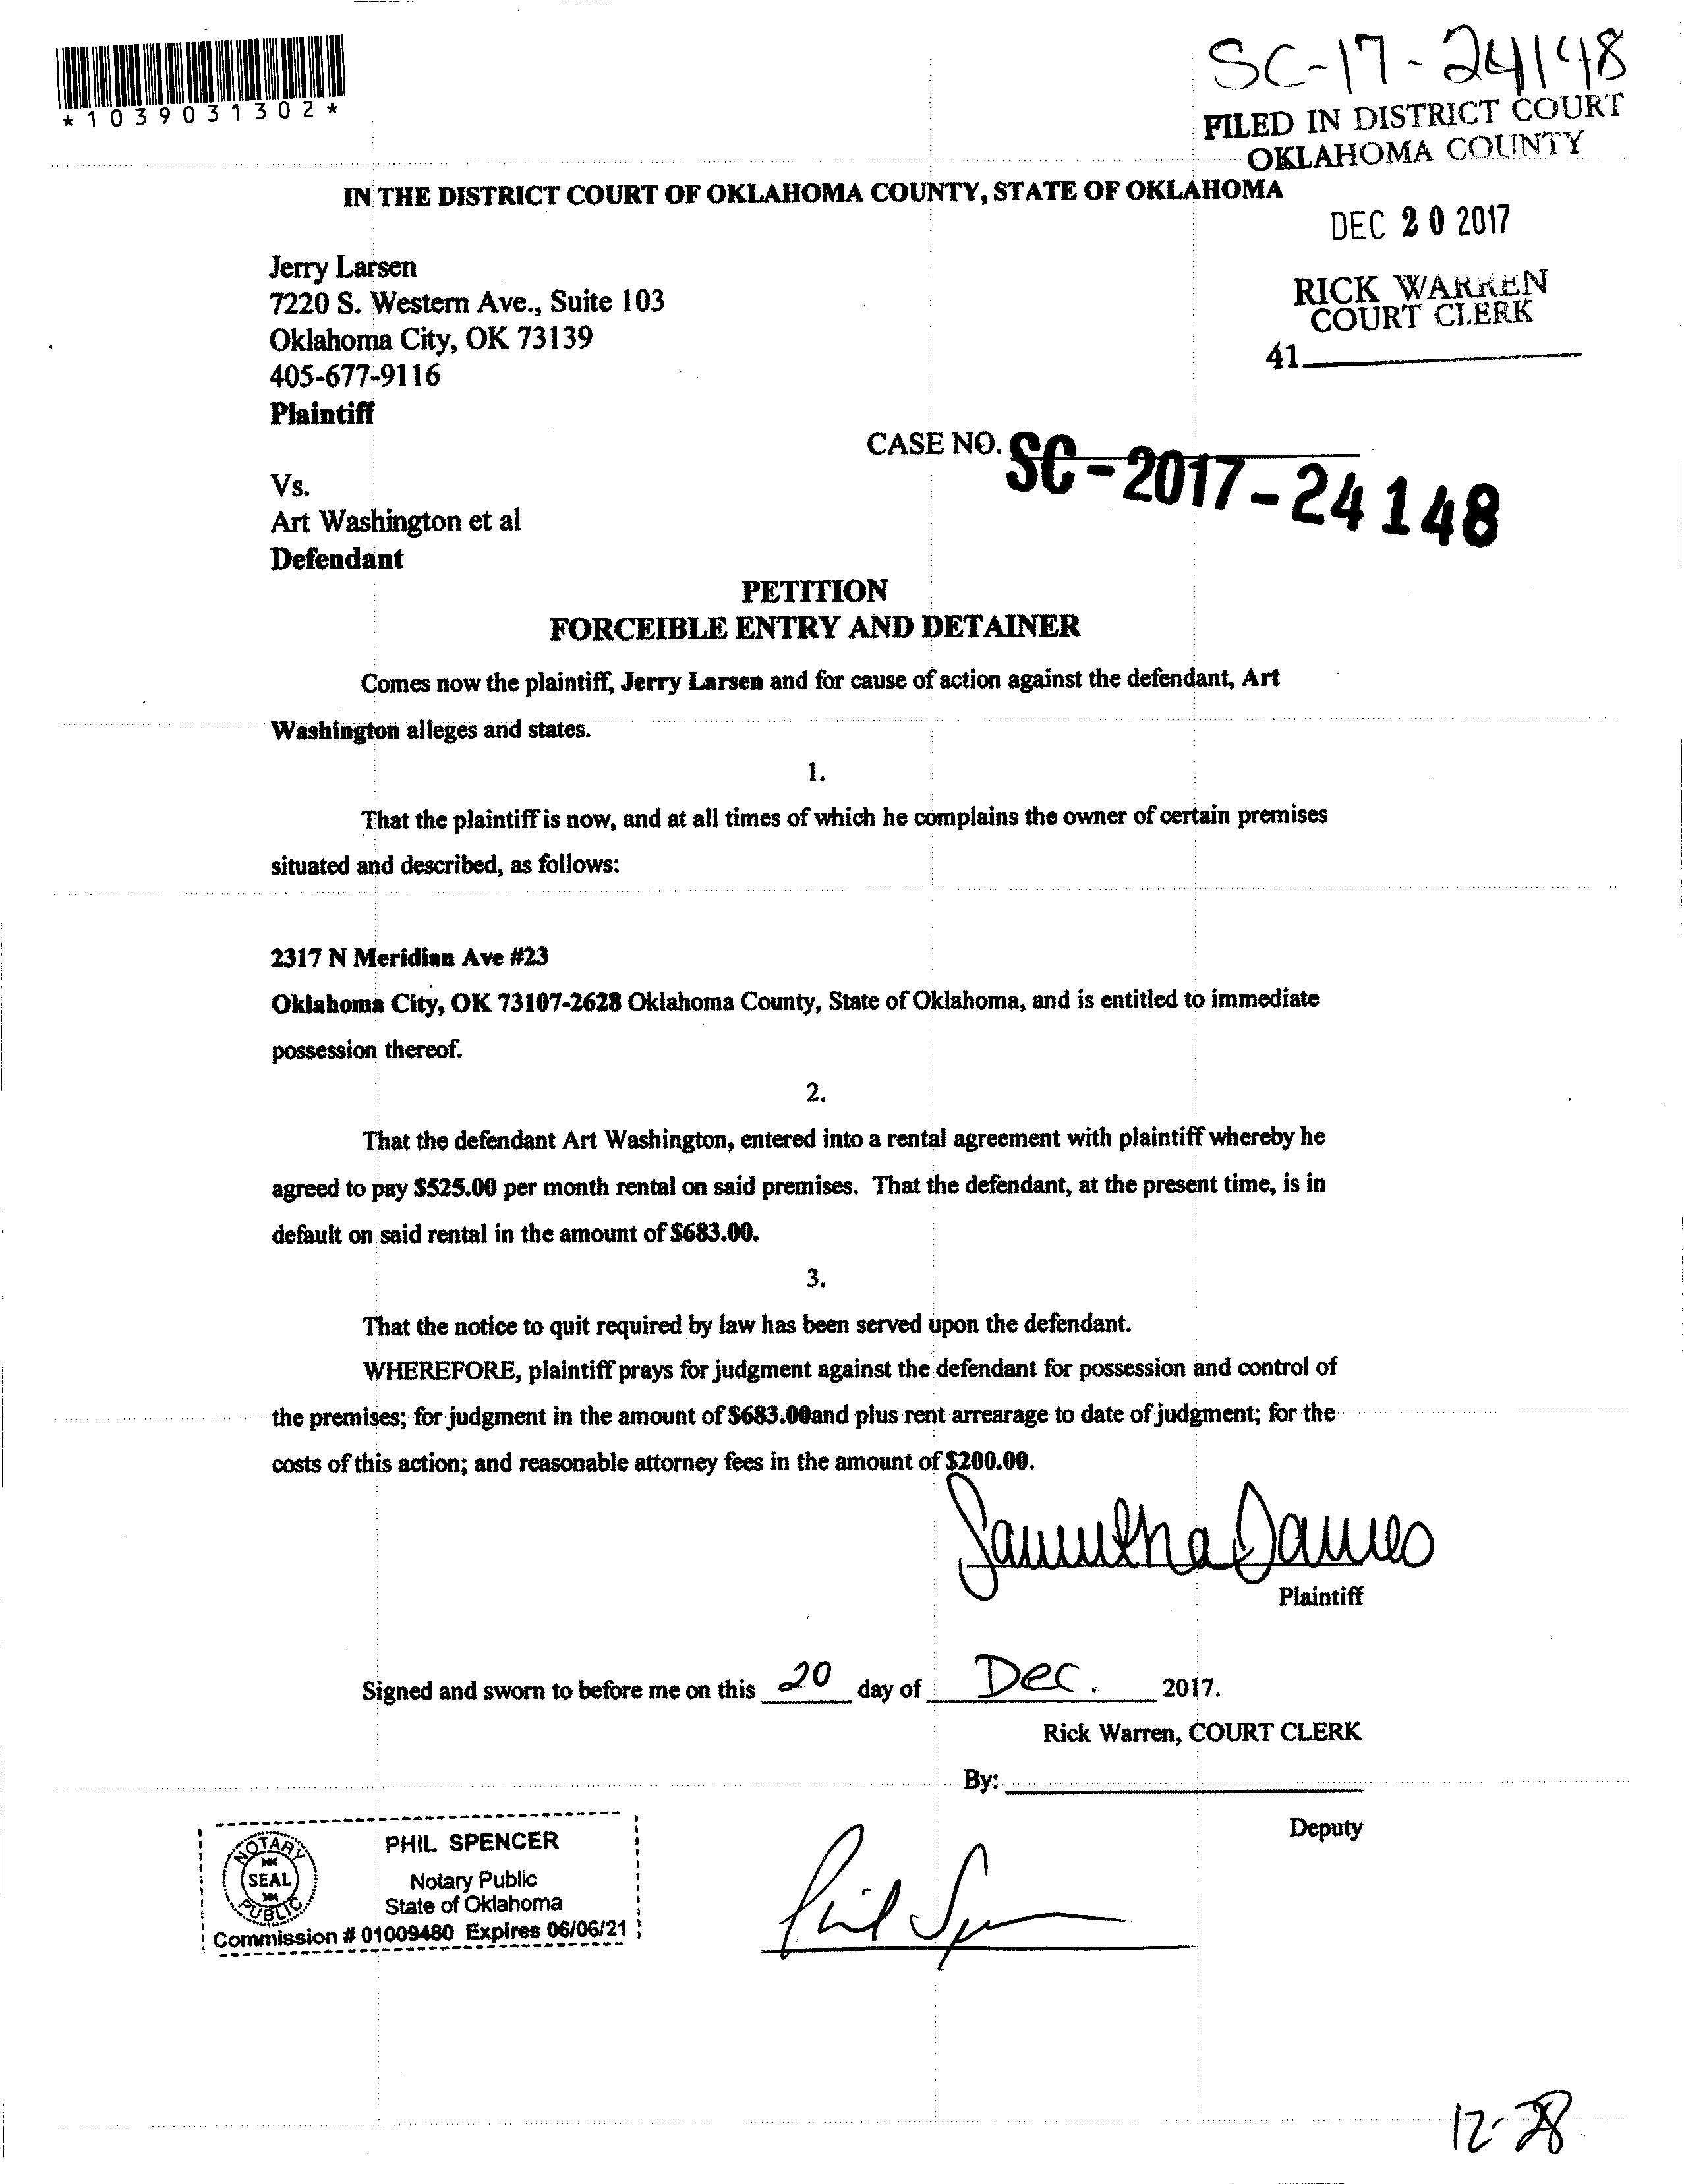 SC-17-24148
*1039031302*
FILED IN DISTRICT COURT
OKLAHOMA COUNTY
IN THE DISTRICT COURT OF OKLAHOMA COUNTY, STATE OF OKLAHOMA
DEC 20 2017
Jerry Larsen
7220 S. Western Ave., Suite 103
Oklahoma City, OK 73139
405-677-9116
Plaintiff
RICK WARREN
COURT CLERK
41
CASE NO. SC-2017-24148
Vs.
Art Washington et al
Defendant
PETITION
FORCEIBLE ENTRY AND DETAINER
Comes now the plaintiff, Jerry Larsen and for cause of action against the defendant, Art
Washington alleges and states.
1.
That the plaintiff is now, and at all times of which he complains the owner of certain premises
situated and described, as follows:
2317 N Meridian Ave #23
Oklahoma City, OK 73107-2628 Oklahoma County, State of Oklahoma, and is entitled to immediate
possession thereof.
2.
That the defendant Art Washington, entered into a rental agreement with plaintiff whereby he
agreed to pay $525.00 per month rental on said premises. That the defendant, at the present time, is in
default on said rental in the amount of $683.00.
3.
That the notice to quit required by law has been served upon the defendant.
WHEREFORE, plaintiff prays for judgment against the defendant for possession and control of
the premises; for judgment in the amount of $683.00and plus rent arrearage to date of judgment; for the
costs of this action; and reasonable attorney fees in the amount of $200.00.
Samantha James
Plaintiff
Signed and sworn to before me on this 20 day of Dec. 2017.
Rick Warren, COURT CLERK
By:
Deputy
NOTARY PUBLIC
SEAL
PHIL SPENCER
Notary Public
State of Oklahoma
Commission # 01009480 Expires 06/06/21
Phil Spencer
12-28